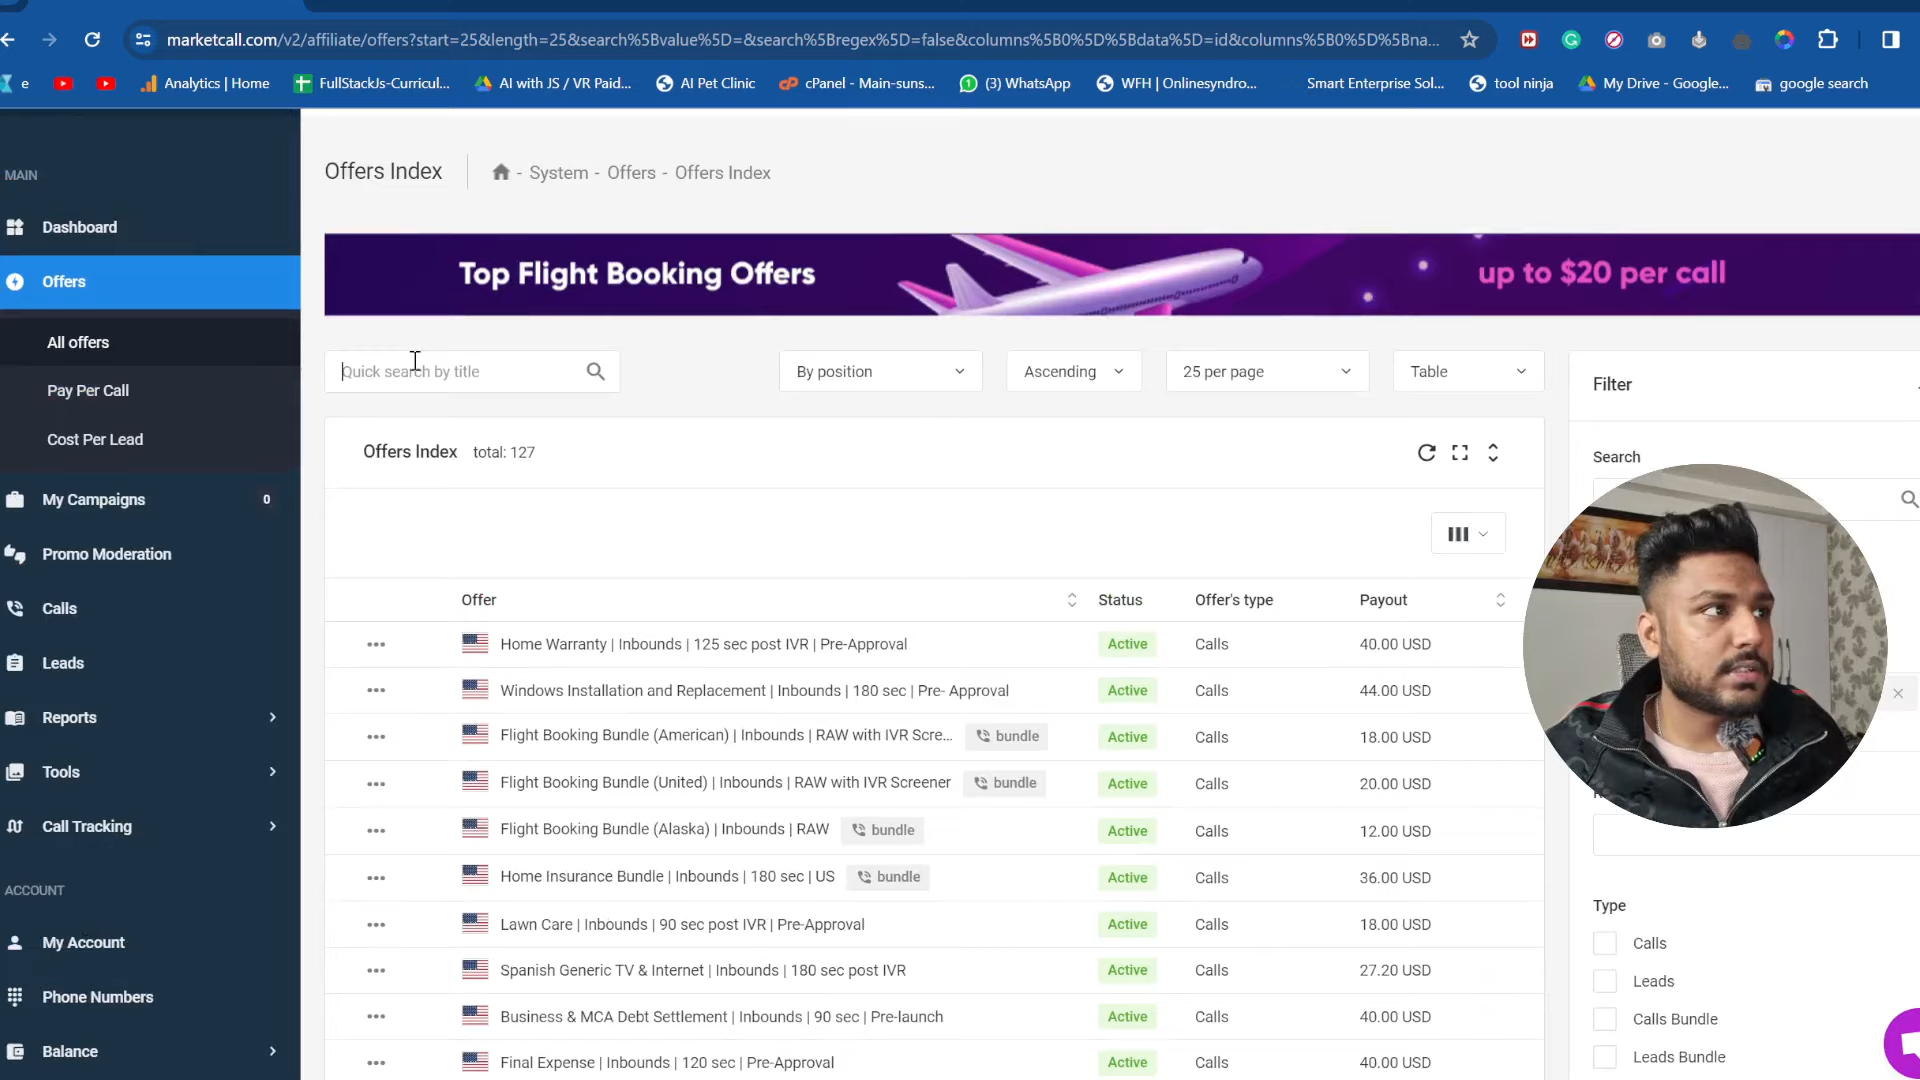 marketcall.com/v2/affiliate/offers?start=25&length=25&search%5Bvalue%5D=&search%5Bregex%5D=false&columns%5B0%5D%5Bdata%5D=id&columns%5B0%5D%5Bna...
e
Analytics | Home
FullStackJs-Curricul...
AI with JS / VR Paid...
AI Pet Clinic
cPanel - Main-suns...
(3) WhatsApp
WFH | Onlinesyndro...
Smart Enterprise Sol...
tool ninja
My Drive - Google...
google search
MAIN
Dashboard
Offers
All offers
Pay Per Call
Cost Per Lead
My Campaigns 0
Promo Moderation
Calls
Leads
Reports
Tools
Call Tracking
ACCOUNT
My Account
Phone Numbers
Balance
Offers Index
- System - Offers - Offers Index
Top Flight Booking Offers
up to $20 per call
Quick search by title
By position
Ascending
25 per page
Table
Offers Index total: 127
Offer Status Offer's type Payout
Home Warranty | Inbounds | 125 sec post IVR | Pre-Approval Active Calls 40.00 USD
Windows Installation and Replacement | Inbounds | 180 sec | Pre- Approval Active Calls 44.00 USD
Flight Booking Bundle (American) | Inbounds | RAW with IVR Scre... bundle Active Calls 18.00 USD
Flight Booking Bundle (United) | Inbounds | RAW with IVR Screener bundle Active Calls 20.00 USD
Flight Booking Bundle (Alaska) | Inbounds | RAW bundle Active Calls 12.00 USD
Home Insurance Bundle | Inbounds | 180 sec | US bundle Active Calls 36.00 USD
Lawn Care | Inbounds | 90 sec post IVR | Pre-Approval Active Calls 18.00 USD
Spanish Generic TV & Internet | Inbounds | 180 sec post IVR Active Calls 27.20 USD
Business & MCA Debt Settlement | Inbounds | 90 sec | Pre-launch Active Calls 40.00 USD
Final Expense | Inbounds | 120 sec | Pre-Approval Active Calls 40.00 USD
Filter
Search
Type
Calls
Leads
Calls Bundle
Leads Bundle